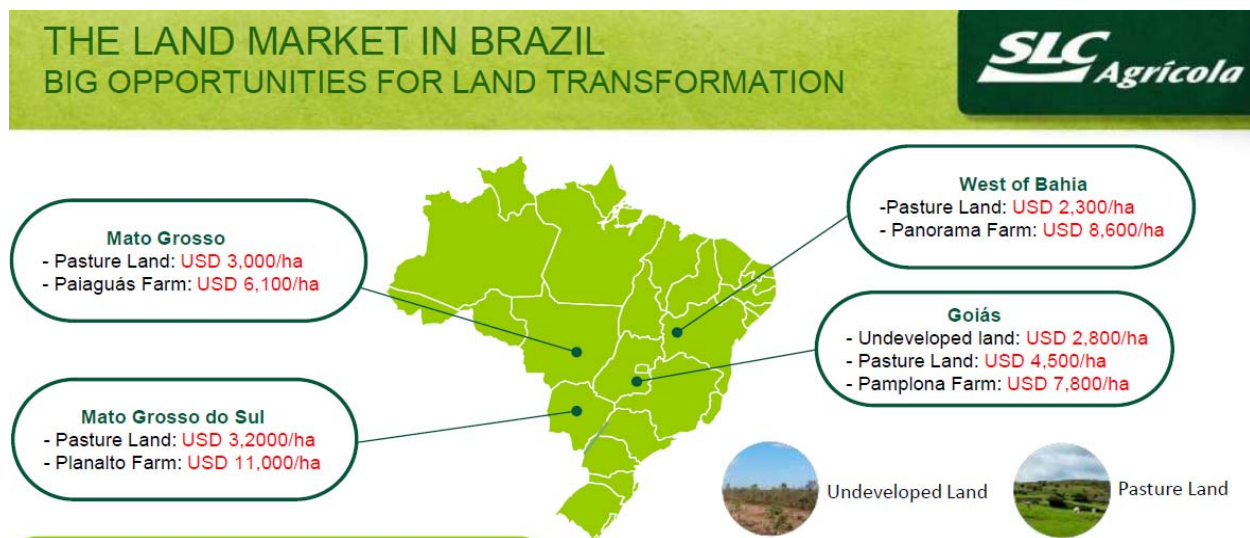 THE LAND MARKET IN BRAZIL
BIG OPPORTUNITIES FOR LAND TRANSFORMATION
SLC Agrícola
Mato Grosso
- Pasture Land: USD 3,000/ha
- Paiaguás Farm: USD 6,100/ha
West of Bahia
-Pasture Land: USD 2,300/ha
- Panorama Farm: USD 8,600/ha
Goiás
- Undeveloped land: USD 2,800/ha
- Pasture Land: USD 4,500/ha
- Pamplona Farm: USD 7,800/ha
Mato Grosso do Sul
- Pasture Land: USD 3,2000/ha
- Planalto Farm: USD 11,000/ha
Undeveloped Land
Pasture Land